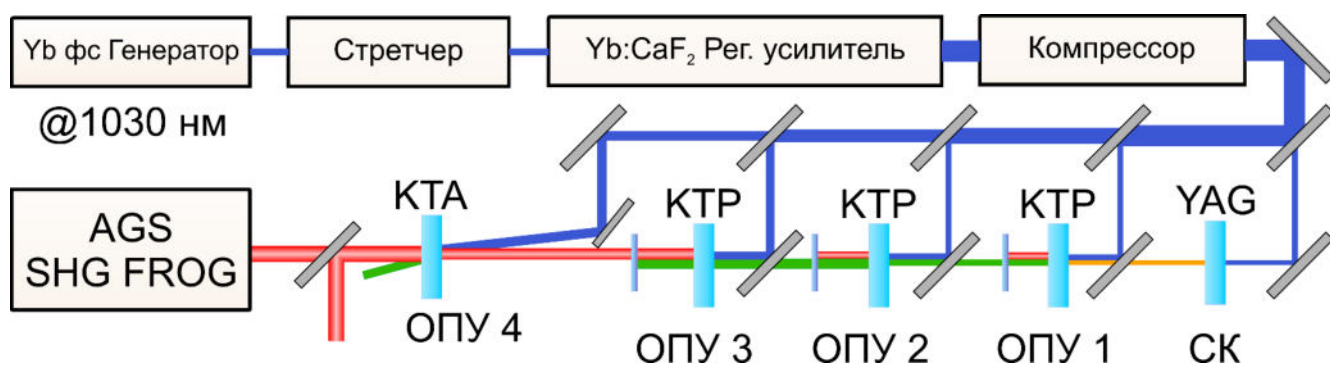 Yb фс Генератор
Стретчер
Yb:CaF₂ Рег. усилитель
Компрессор
@1030 нм
AGS
SHG FROG
KTA
KTP
KTP
KTP
YAG
ОПУ 4
ОПУ 3
ОПУ 2
ОПУ 1
СК